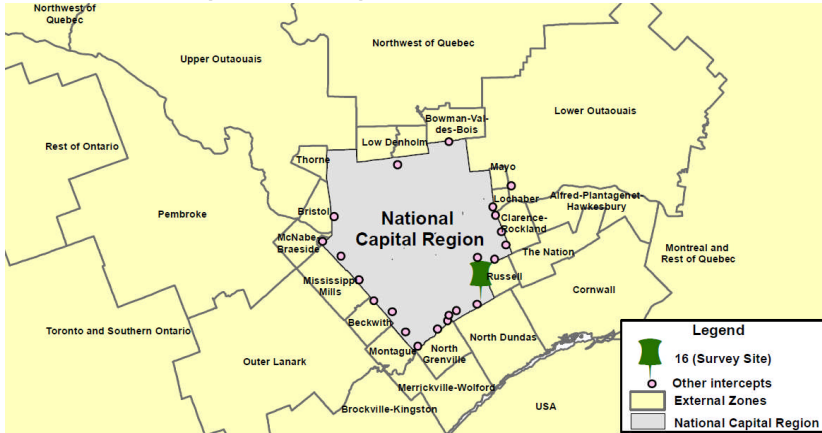 Northwest of
Quebec
Upper Outaouais
Northwest of Quebec
Lower Outaouais
Bowman-Val-
des-Bois
Low Denholm
Rest of Ontario
Thorne
Mayo
Lochaber
Alfred-Plantagenet-
Hawkesbury
Pembroke
Bristol
National
Capital Region
Clarence-
Rockland
McNabe
Braeside
The Nation
Montreal and
Rest of Quebec
Mississippi
Mills
Russell
Cornwall
Toronto and Southern Ontario
Beckwith
North Dundas
Outer Lanark
Montague
North
Grenville
Merrickville-Wolford
Brockville-Kingston
USA
Legend
16 (Survey Site)
Other intercepts
External Zones
National Capital Region